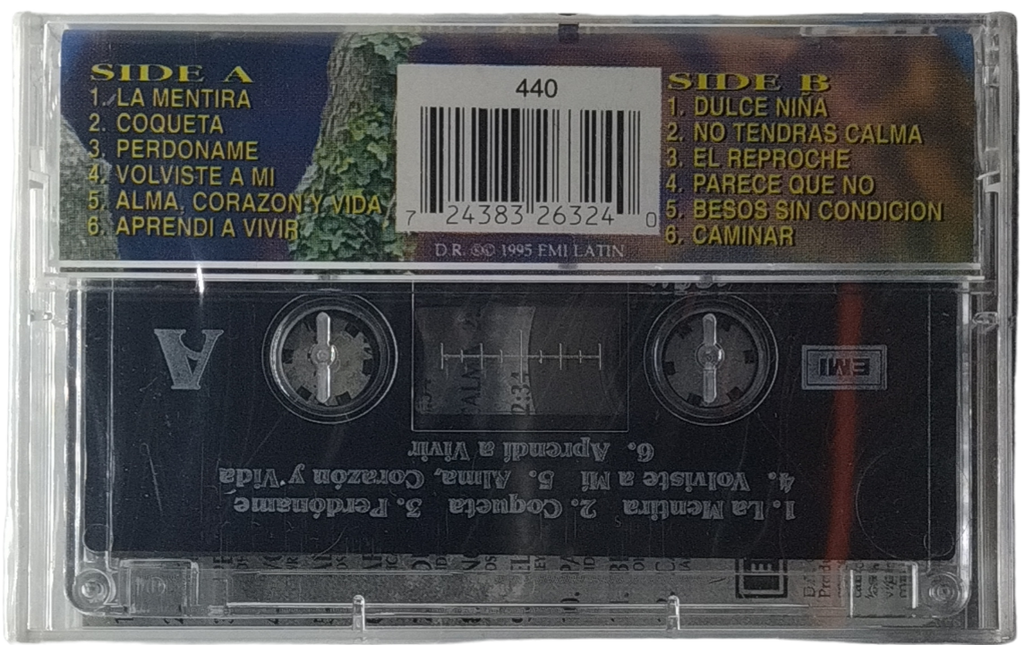 SIDE A
1. LA MENTIRA
2. COQUETA
3. PERDONAME
4. VOLVISTE A MI
5. ALMA, CORAZON Y VIDA
6. APRENDI A VIVIR
440
7 24383 26324 0
D.R. ℗© 1995 EMI LATIN
SIDE B
1. DULCE NIÑA
2. NO TENDRAS CALMA
3. EL REPROCHE
4. PARECE QUE NO
5. BESOS SIN CONDICION
6. CAMINAR
A
EMI
1. La Mentira 2. Coqueta 3. Perdóname
4. Volviste a Mi 5. Alma, Corazón y Vida
6. Aprendí a Vivir